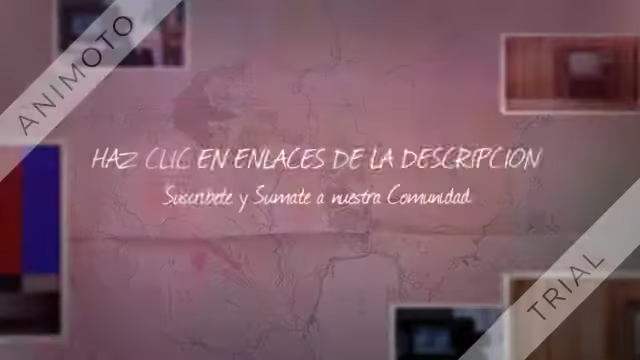 ANIMOTO
HAZ CLIC EN ENLACES DE LA DESCRIPCION
Suscribete y Sumate a nuestra Comunidad
TRIAL